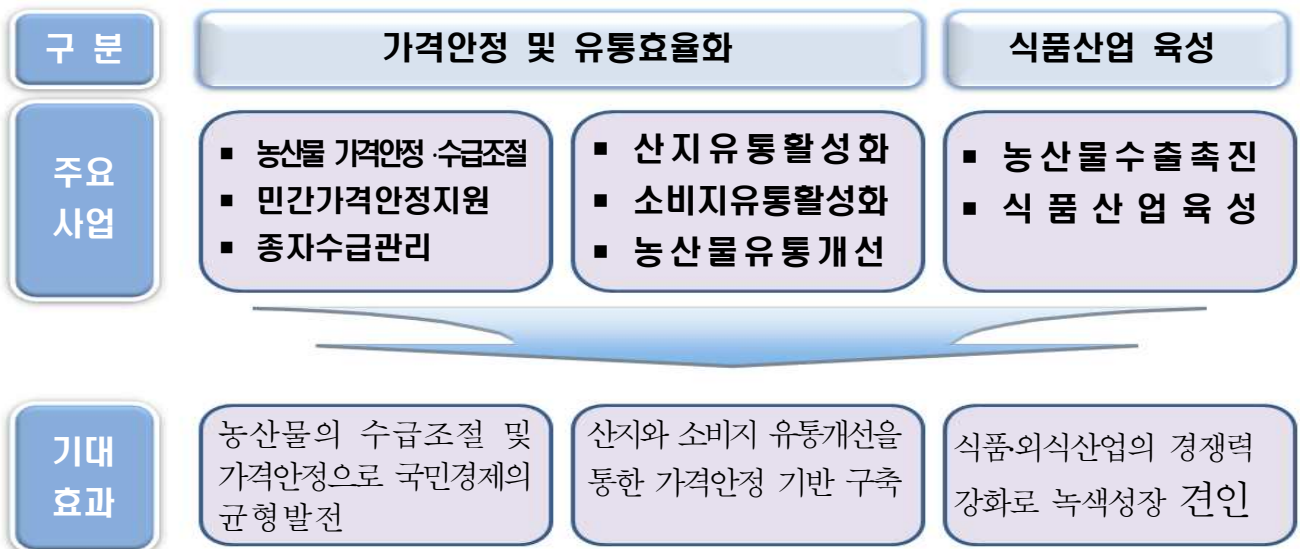 구 분
가격안정 및 유통효율화
식품산업 육성
주요
사업
▪ 농산물 가격안정·수급조절
▪ 민간가격안정지원
▪ 종자수급관리
▪ 산지유통활성화
▪ 소비지유통활성화
▪ 농산물유통개선
▪ 농산물수출촉진
▪ 식품산업육성
기대
효과
농산물의 수급조절 및
가격안정으로 국민경제의
균형발전
산지와 소비지 유통개선을
통한 가격안정 기반 구축
식품·외식산업의 경쟁력
강화로 녹색성장 견인